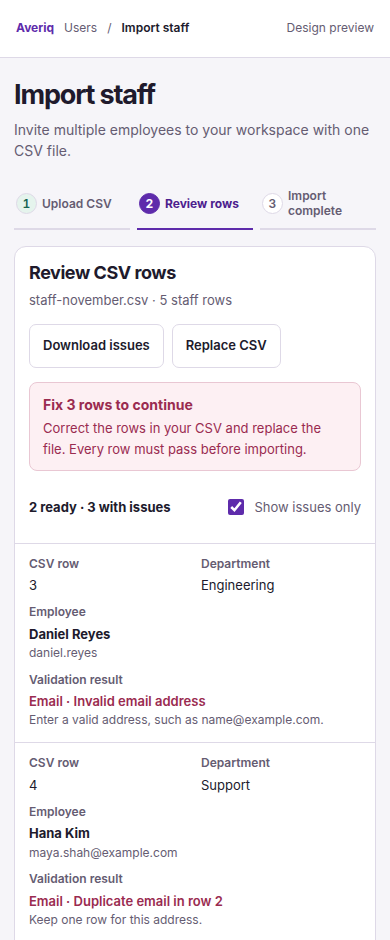 Averiq Users / Import staff Design preview
Import staff
Invite multiple employees to your workspace with one
CSV file.
1 Upload CSV
2 Review rows
3 Import
complete
Review CSV rows
staff-november.csv · 5 staff rows
Download issues
Replace CSV
Fix 3 rows to continue
Correct the rows in your CSV and replace the
file. Every row must pass before importing.
2 ready · 3 with issues
Show issues only
CSV row
3
Department
Engineering
Employee
Daniel Reyes
daniel.reyes
Validation result
Email · Invalid email address
Enter a valid address, such as name@example.com.
CSV row
4
Department
Support
Employee
Hana Kim
maya.shah@example.com
Validation result
Email · Duplicate email in row 2
Keep one row for this address.